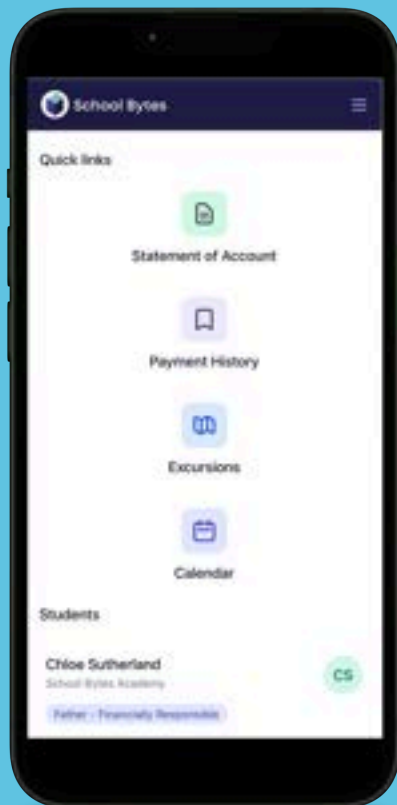 School Bytes
Quick links
Statement of Account
Payment History
Excursions
Calendar
Students
Chloe Sutherland
CS
School Bytes Academy
Father - Financially Responsible